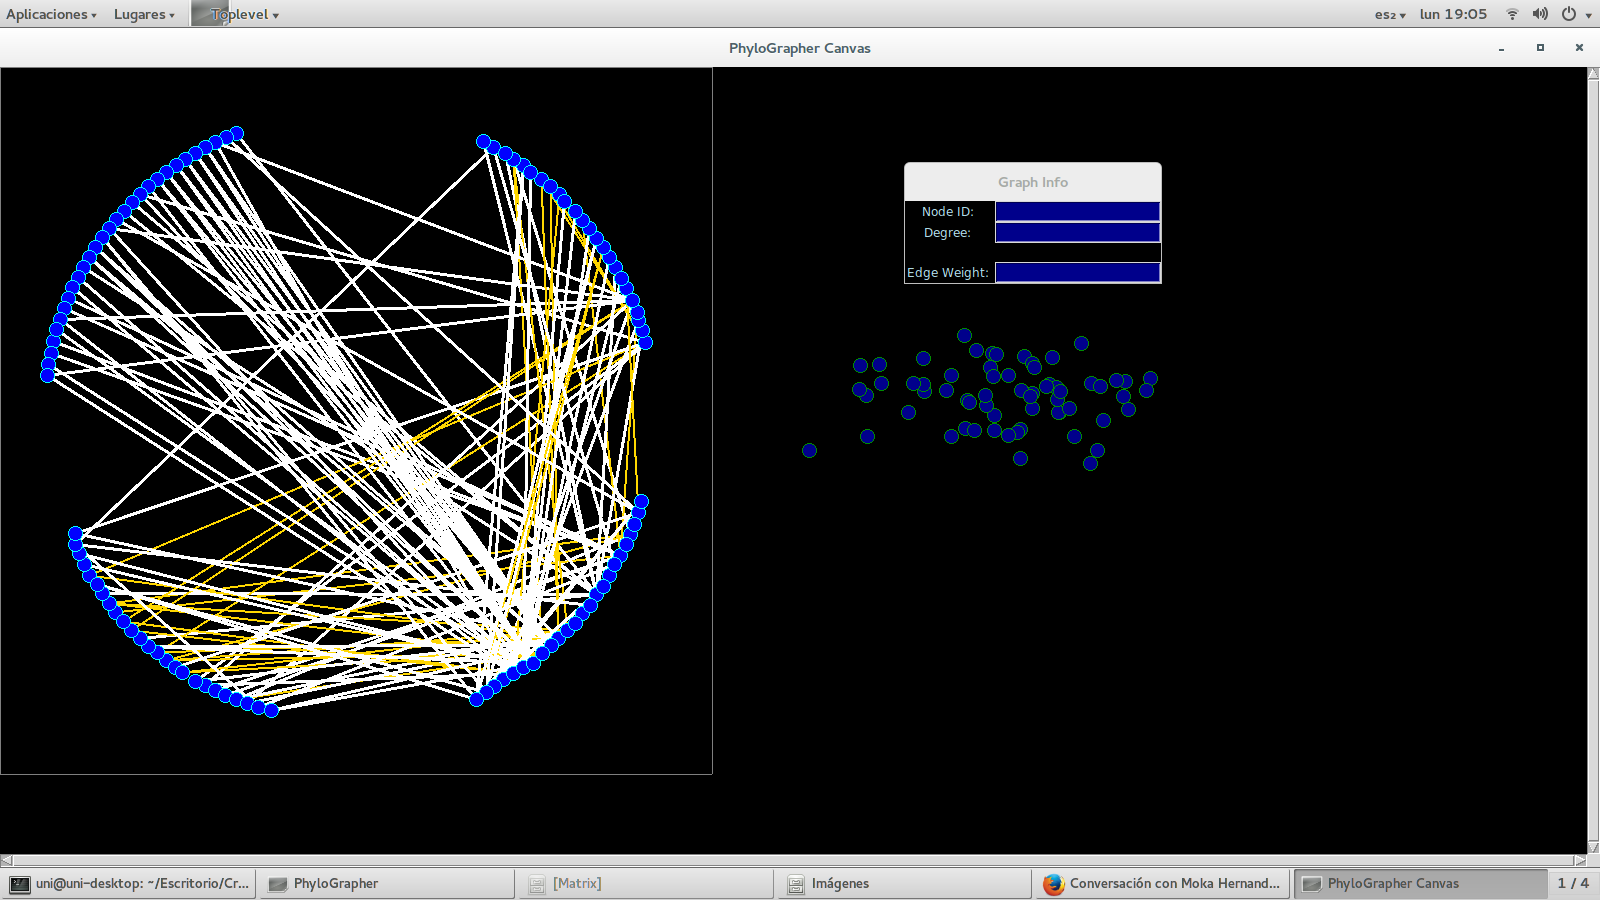 Aplicaciones Lugares Toplevel es2 lun 19:05
PhyloGrapher Canvas
Graph Info
Node ID:
Degree:
Edge Weight:
uni@uni-desktop: ~/Escritorio/Cr... PhyloGrapher [Matrix] Imágenes Conversación con Moka Hernand... PhyloGrapher Canvas 1 / 4